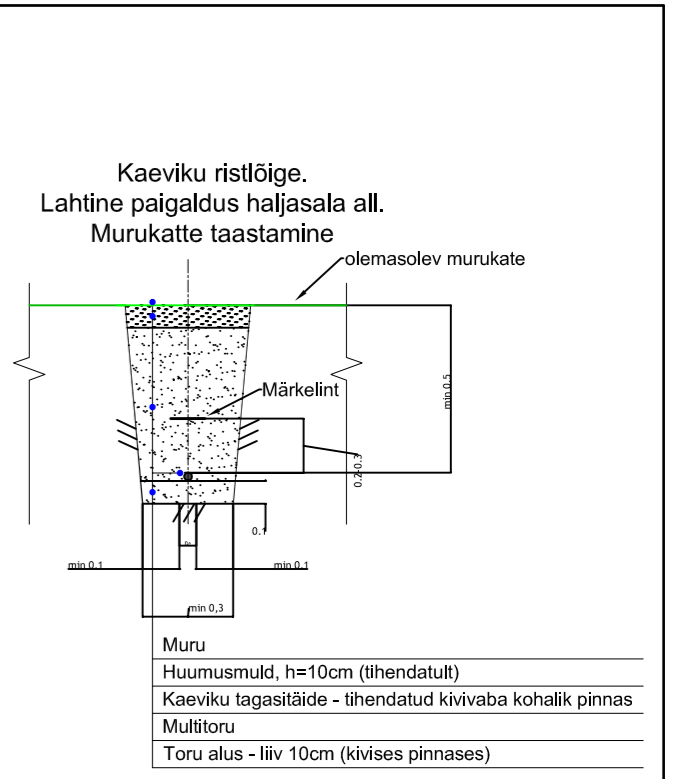 Kaeviku ristlõige.
Lahtine paigaldus haljasala all.
Murukatte taastamine
olemasolev murukate
Märkelint
min 0.5
0.2-0.3
0.1
min 0.1
min 0.1
min 0,3
Muru
Huumusmuld, h=10cm (tihendatult)
Kaeviku tagasitäide - tihendatud kivivaba kohalik pinnas
Multitoru
Toru alus - liiv 10cm (kivises pinnases)